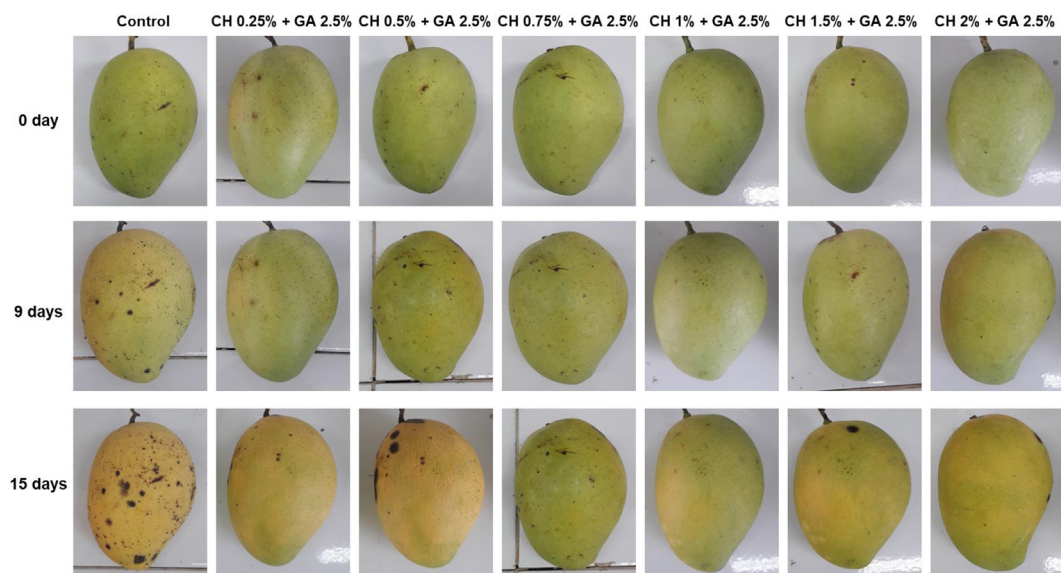 Control CH 0.25% + GA 2.5% CH 0.5% + GA 2.5% CH 0.75% + GA 2.5% CH 1% + GA 2.5% CH 1.5% + GA 2.5% CH 2% + GA 2.5%
0 day
9 days
15 days